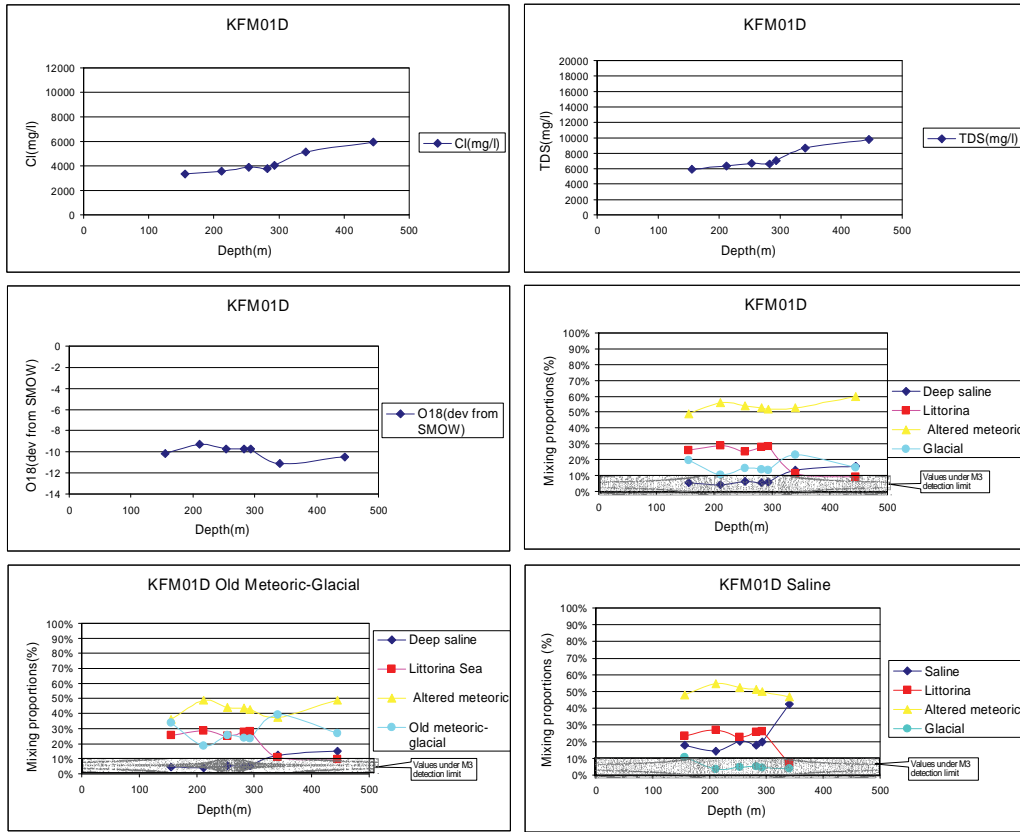 KFM01D
Cl(mg/l)
12000
10000
8000
6000
4000
2000
0
0 100 200 300 400 500
Depth(m)
Cl(mg/l)
KFM01D
TDS(mg/l)
20000
18000
16000
14000
12000
10000
8000
6000
4000
2000
0
0 100 200 300 400 500
Depth(m)
TDS(mg/l)
KFM01D
O18(dev from SMOW)
0
-2
-4
-6
-8
-10
-12
-14
0 100 200 300 400 500
Depth(m)
O18(dev from
SMOW)
KFM01D
Mixing proportions(%)
100%
90%
80%
70%
60%
50%
40%
30%
20%
10%
0%
0 100 200 300 400 500
Depth(m)
Deep saline
Littorina
Altered meteoric
Glacial
Values under M3
detection limit
KFM01D Old Meteoric-Glacial
Mixing proportions(%)
100%
90%
80%
70%
60%
50%
40%
30%
20%
10%
0%
0 100 200 300 400 500
Depth(m)
Deep saline
Littorina Sea
Altered meteoric
Old meteoric-
glacial
Values under M3
detection limit
KFM01D Saline
Mixing proportions (%)
100%
90%
80%
70%
60%
50%
40%
30%
20%
10%
0%
0 100 200 300 400 500
Depth (m)
Saline
Littorina
Altered meteoric
Glacial
Values under M3
detection limit